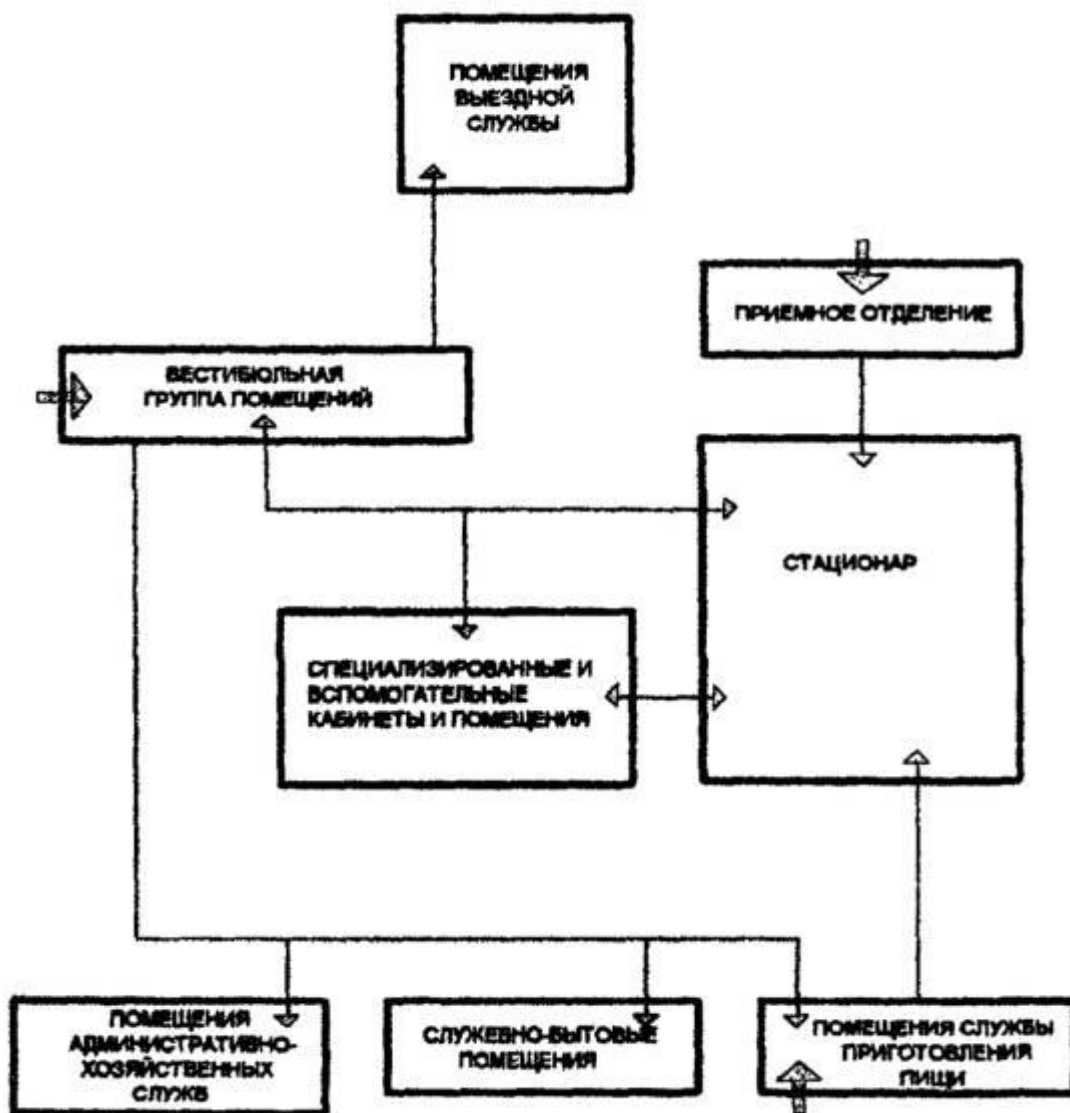 ПОМЕЩЕНИЯ
ВЫЕЗДНОЙ
СЛУЖБЫ
ПРИЕМНОЕ ОТДЕЛЕНИЕ
ВЕСТИБЮЛЬНАЯ
ГРУППА ПОМЕЩЕНИЙ
СТАЦИОНАР
СПЕЦИАЛИЗИРОВАННЫЕ И
ВСПОМОГАТЕЛЬНЫЕ
КАБИНЕТЫ И ПОМЕЩЕНИЯ
ПОМЕЩЕНИЯ
АДМИНИСТРАТИВНО-
ХОЗЯЙСТВЕННЫХ
СЛУЖБ
СЛУЖЕБНО-БЫТОВЫЕ
ПОМЕЩЕНИЯ
ПОМЕЩЕНИЯ СЛУЖБЫ
ПРИГОТОВЛЕНИЯ
ПИЩИ